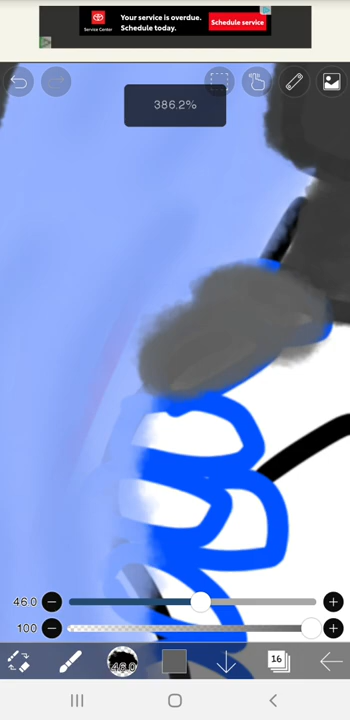 Your service is overdue.
Schedule today.
Schedule service
Service Center
386.2%
46.0
100
46.0
16